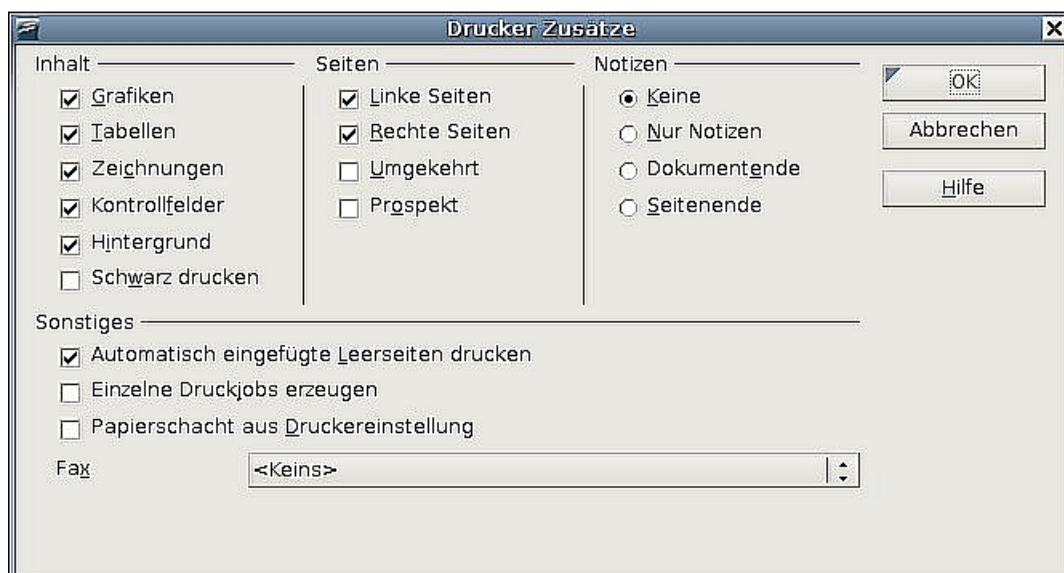 Drucker Zusätze
Inhalt
Grafiken
Tabellen
Zeichnungen
Kontrollfelder
Hintergrund
Schwarz drucken
Seiten
Linke Seiten
Rechte Seiten
Umgekehrt
Prospekt
Notizen
Keine
Nur Notizen
Dokumentende
Seitenende
OK
Abbrechen
Hilfe
Sonstiges
Automatisch eingefügte Leerseiten drucken
Einzelne Druckjobs erzeugen
Papierschacht aus Druckereinstellung
Fax <Keins>